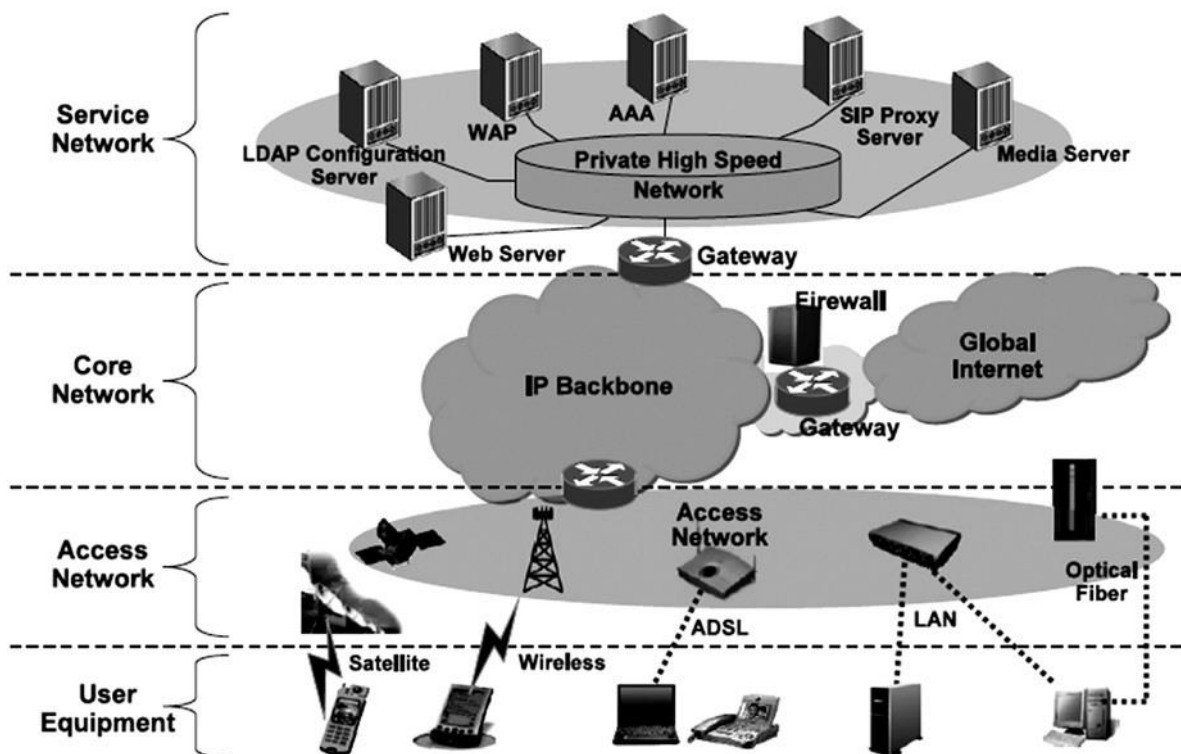 Service
Network
LDAP Configuration
Server
WAP
AAA
SIP Proxy
Server
Media Server
Private High Speed
Network
Web Server
Gateway
Core
Network
IP Backbone
Firewall
Gateway
Global
Internet
Access
Network
Access
Network
Optical
Fiber
ADSL
LAN
Satellite
Wireless
User
Equipment